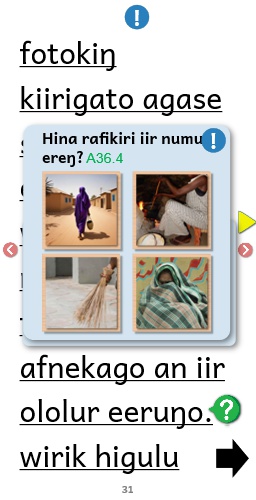 fotokiŋ
kiirigato agase
Hina rafikiri iir numu
ereŋ? A36.4
afnekago an iir
ololur eeruŋo.
wirik higulu
31